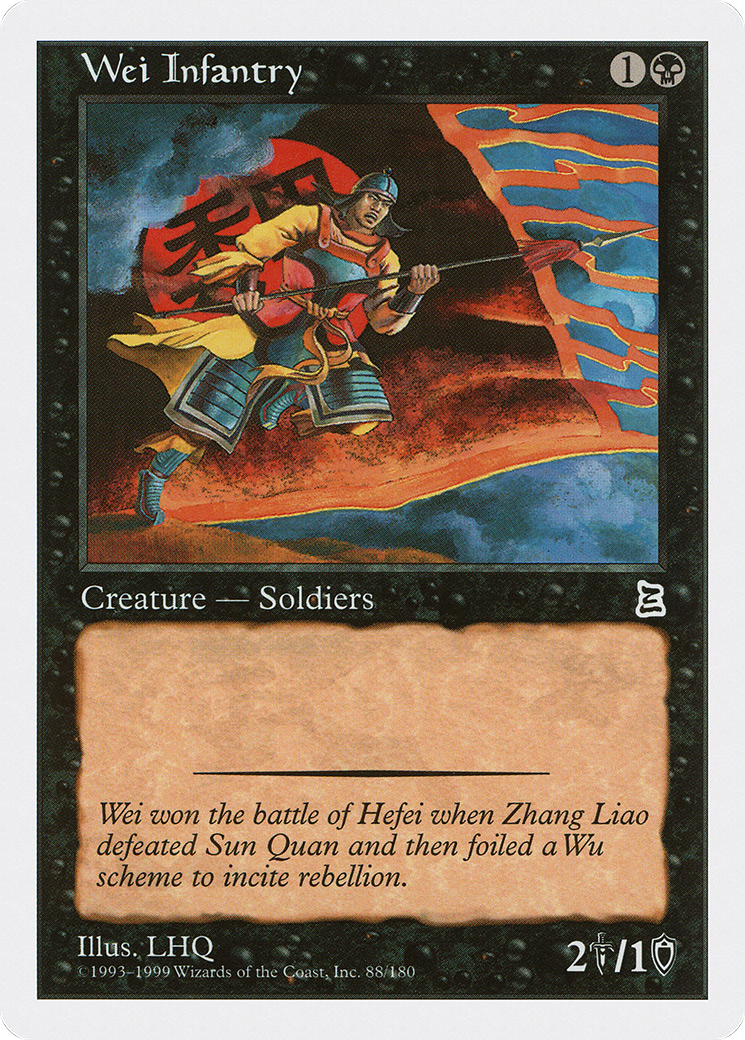 Wei Infantry
1
Creature — Soldiers
Wei won the battle of Hefei when Zhang Liao
defeated Sun Quan and then foiled a Wu
scheme to incite rebellion.
Illus. LHQ
©1993–1999 Wizards of the Coast, Inc. 88/180
2/1